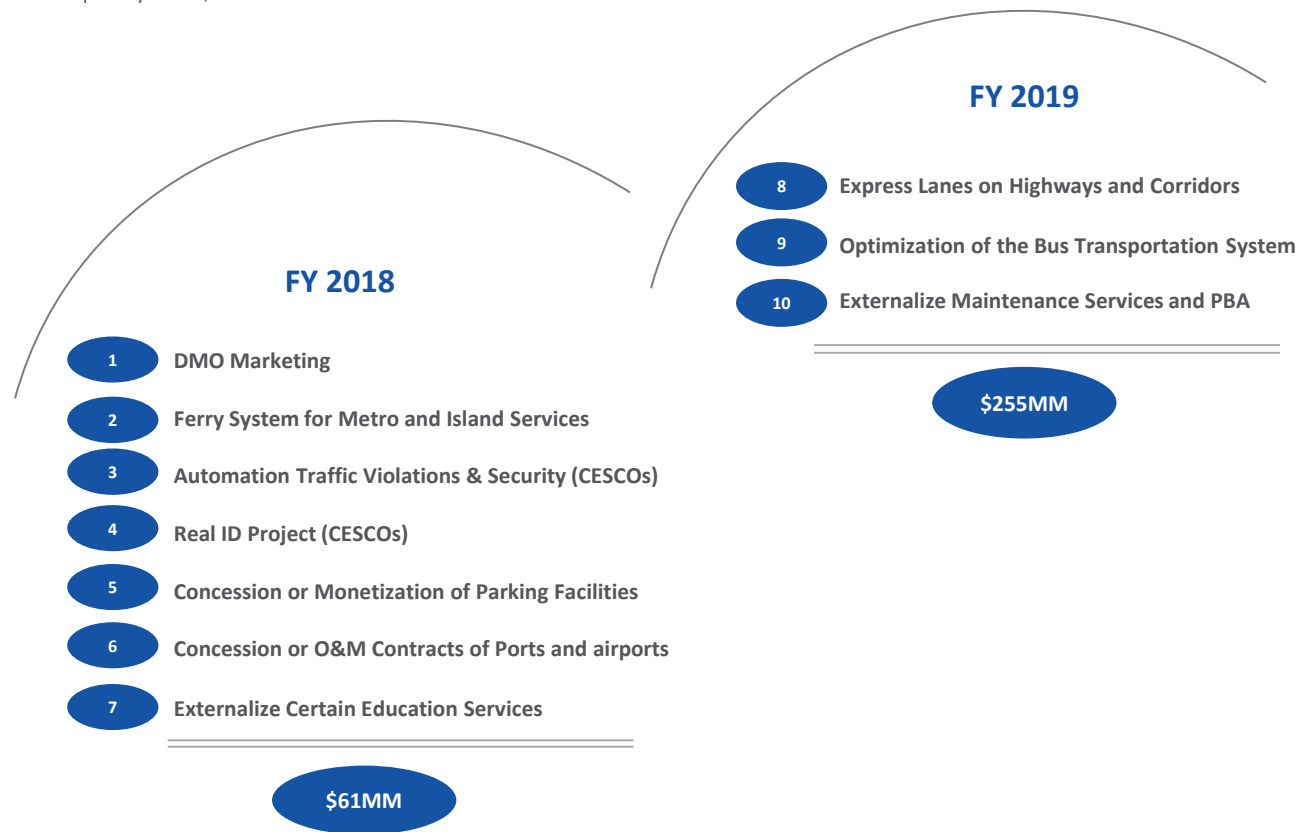 FY 2018
1 DMO Marketing
2 Ferry System for Metro and Island Services
3 Automation Traffic Violations & Security (CESCOs)
4 Real ID Project (CESCOs)
5 Concession or Monetization of Parking Facilities
6 Concession or O&M Contracts of Ports and airports
7 Externalize Certain Education Services
$61MM
FY 2019
8 Express Lanes on Highways and Corridors
9 Optimization of the Bus Transportation System
10 Externalize Maintenance Services and PBA
$255MM